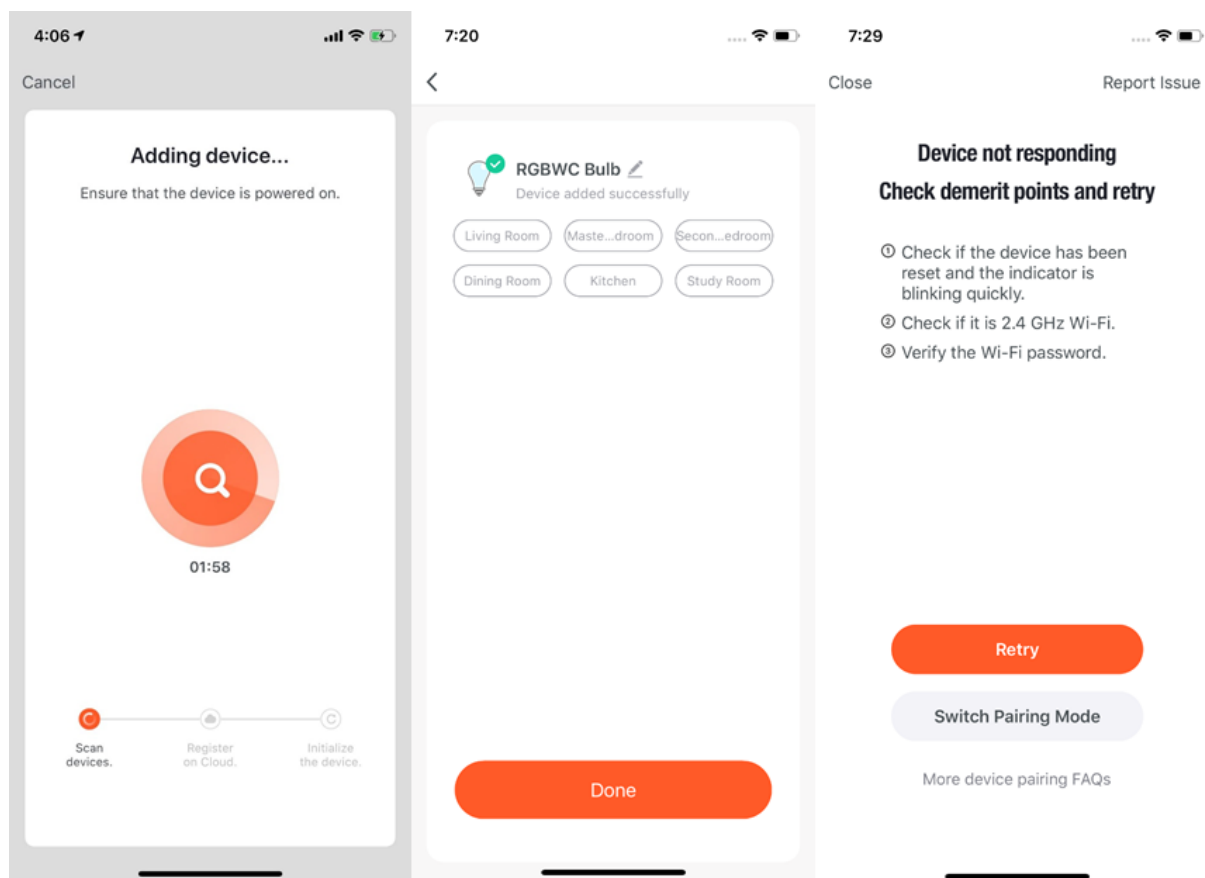 4:06
Cancel
Adding device...
Ensure that the device is powered on.
01:58
Scan
devices.
Register
on Cloud.
Initialize
the device.
7:20
RGBWC Bulb
Device added successfully
Living Room
Maste...droom
Secon...edroom
Dining Room
Kitchen
Study Room
Done
7:29
Close
Report Issue
Device not responding
Check demerit points and retry
① Check if the device has been
reset and the indicator is
blinking quickly.
② Check if it is 2.4 GHz Wi-Fi.
③ Verify the Wi-Fi password.
Retry
Switch Pairing Mode
More device pairing FAQs